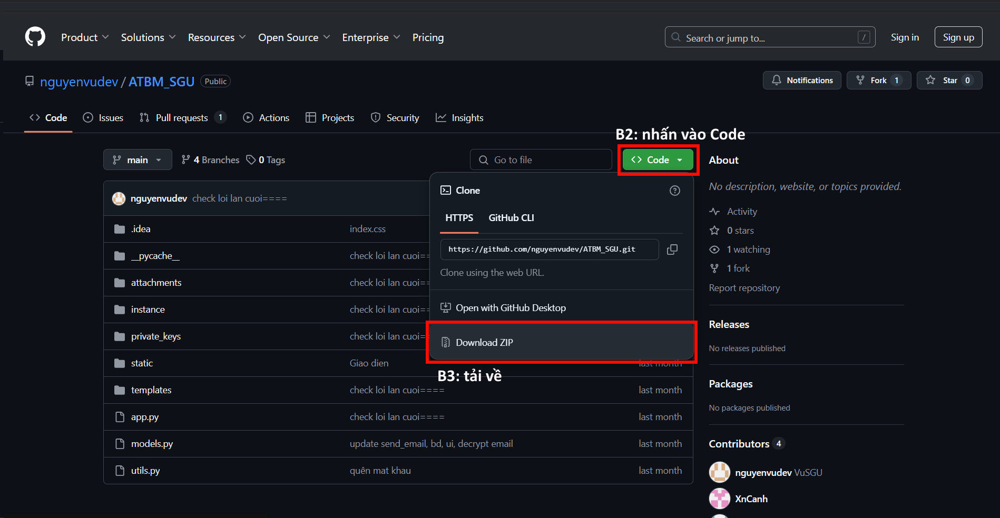 Product Solutions Resources Open Source Enterprise Pricing Search or jump to... / Sign in Sign up
nguyenvudev / ATBM_SGU Public Notifications Fork 1 Star 0
Code Issues Pull requests 1 Actions Projects Security Insights
B2: nhấn vào Code
main 4 Branches 0 Tags Go to file Code
Clone
HTTPS GitHub CLI
https://github.com/nguyenvudev/ATBM_SGU.git
Clone using the web URL.
Open with GitHub Desktop
Download ZIP
B3: tải về
nguyenvudev check loi lan cuoi====
.idea index.css
__pycache__ check loi lan cuoi==
attachments check loi lan cuoi==
instance check loi lan cuoi==
private_keys check loi lan cuoi==
static Giao dien last month
templates check loi lan cuoi==== last month
app.py check loi lan cuoi==== last month
models.py update send_email, bd, ui, decrypt email last month
utils.py quên mat khau last month
About
No description, website, or topics provided.
Activity
0 stars
1 watching
1 fork
Report repository
Releases
No releases published
Packages
No packages published
Contributors 4
nguyenvudev VuSGU
XnCanh